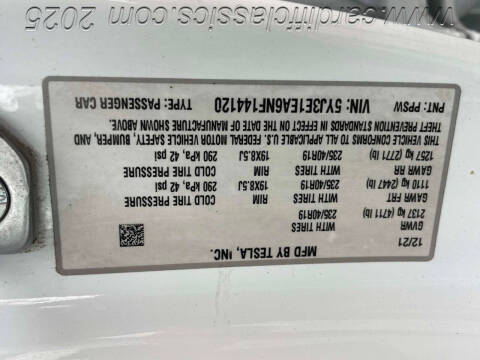 MFD BY TESLA, INC.
12/21
GVWR
2137 kg (4711 lb)
GAWR FRT WITH TIRES RIM COLD TIRE PRESSURE
1110 kg (2447 lb) 235/40R19 19X8.5J 290 kPa, 42 psi
GAWR RR WITH TIRES RIM COLD TIRE PRESSURE
1257 kg (2771 lb) 235/40R19 19X8.5J 290 kPa, 42 psi
THIS VEHICLE CONFORMS TO ALL APPLICABLE U.S. FEDERAL MOTOR VEHICLE SAFETY, BUMPER, AND
THEFT PREVENTION STANDARDS IN EFFECT ON THE DATE OF MANUFACTURE SHOWN ABOVE.
PNT: PPSW VIN: 5YJ3E1EA6NF144120 TYPE: PASSENGER CAR
www.cardiffclassics.com 2025